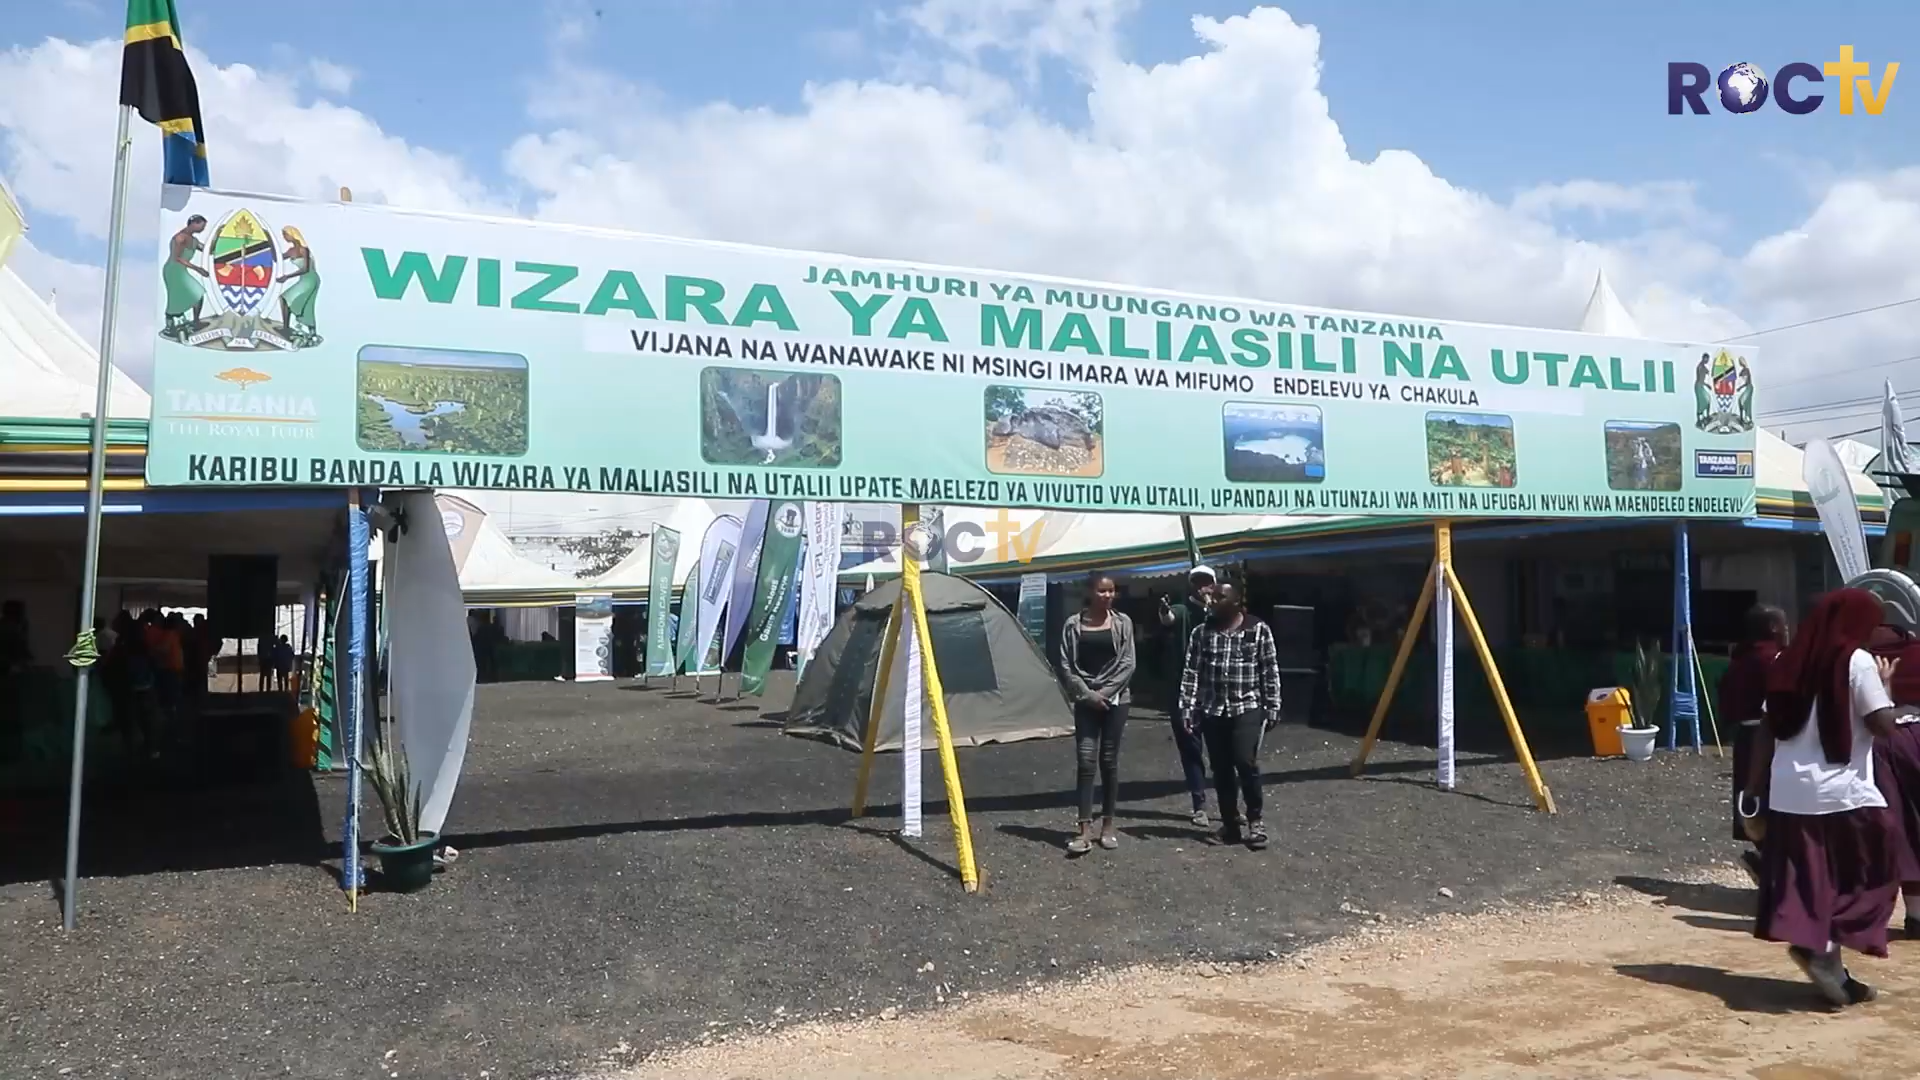 ROCTV
JAMHURI YA MUUNGANO WA TANZANIA
WIZARA YA MALIASILI NA UTALII
VIJANA NA WANAWAKE NI MSINGI IMARA WA MIFUMO ENDELEVU YA CHAKULA
TANZANIA
THE ROYAL TOUR
TANZANIA
KARIBU BANDA LA WIZARA YA MALIASILI NA UTALII UPATE MAELEZO YA VIVUTIO VYA UTALII, UPANDAJI NA UTUNZAJI WA MITI NA UFUGAJI NYUKI KWA MAENDELEO ENDELEVU
ROCTV
AMBONI CAVES